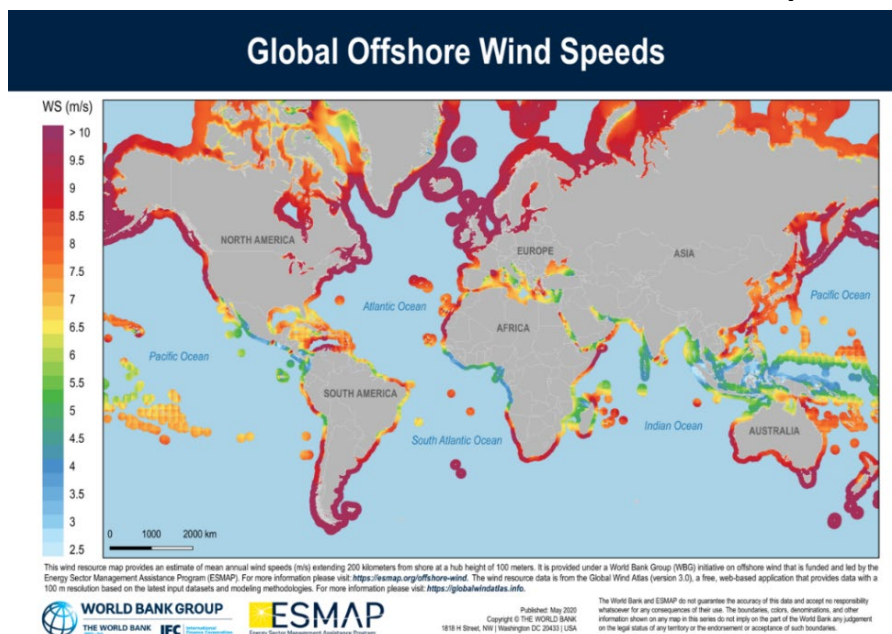 Global Offshore Wind Speeds
WS (m/s)
> 10
9.5
9
8.5
8
7.5
7
6.5
6
5.5
5
4.5
4
3.5
3
2.5
NORTH AMERICA
EUROPE
ASIA
Pacific Ocean
Atlantic Ocean
AFRICA
Pacific Ocean
SOUTH AMERICA
South Atlantic Ocean
Indian Ocean
AUSTRALIA
0 1000 2000 km
This wind resource map provides an estimate of mean annual wind speeds (m/s) extending 200 kilometers from shore at a hub height of 100 meters. It is provided under a World Bank Group (WBG) initiative on offshore wind that is funded and led by the
Energy Sector Management Assistance Program (ESMAP). For more information please visit: https://esmap.org/offshore-wind. The wind resource data is from the Global Wind Atlas (version 3.0), a free, web-based application that provides data with a
100 m resolution based on the latest input datasets and modeling methodologies. For more information please visit: https://globalwindatlas.info.
WORLD BANK GROUP
THE WORLD BANK IFC International Finance Corporation
ESMAP
Energy Sector Management Assistance Program
Published: May 2020
Copyright © THE WORLD BANK
1818 H Street, NW | Washington DC 20433 | USA
The World Bank and ESMAP do not guarantee the accuracy of this data and accept no responsibility
whatsoever for any consequences of their use. The boundaries, colors, denominations, and other
information shown on any map in this series do not imply on the part of the World Bank any judgement
on the legal status of any territory or the endorsement or acceptance of such boundaries.